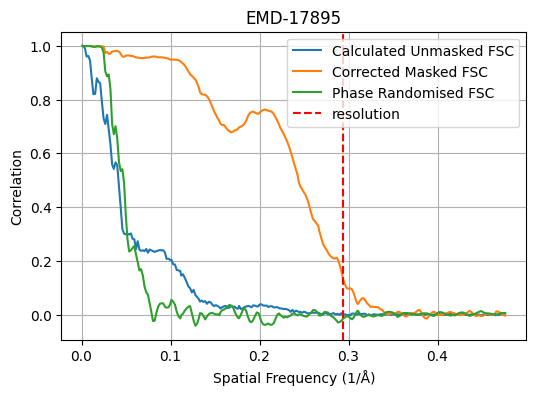 EMD-17895
Calculated Unmasked FSC
Corrected Masked FSC
Phase Randomised FSC
resolution
Correlation
1.0
0.8
0.6
0.4
0.2
0.0
0.0 0.1 0.2 0.3 0.4
Spatial Frequency (1/Å)